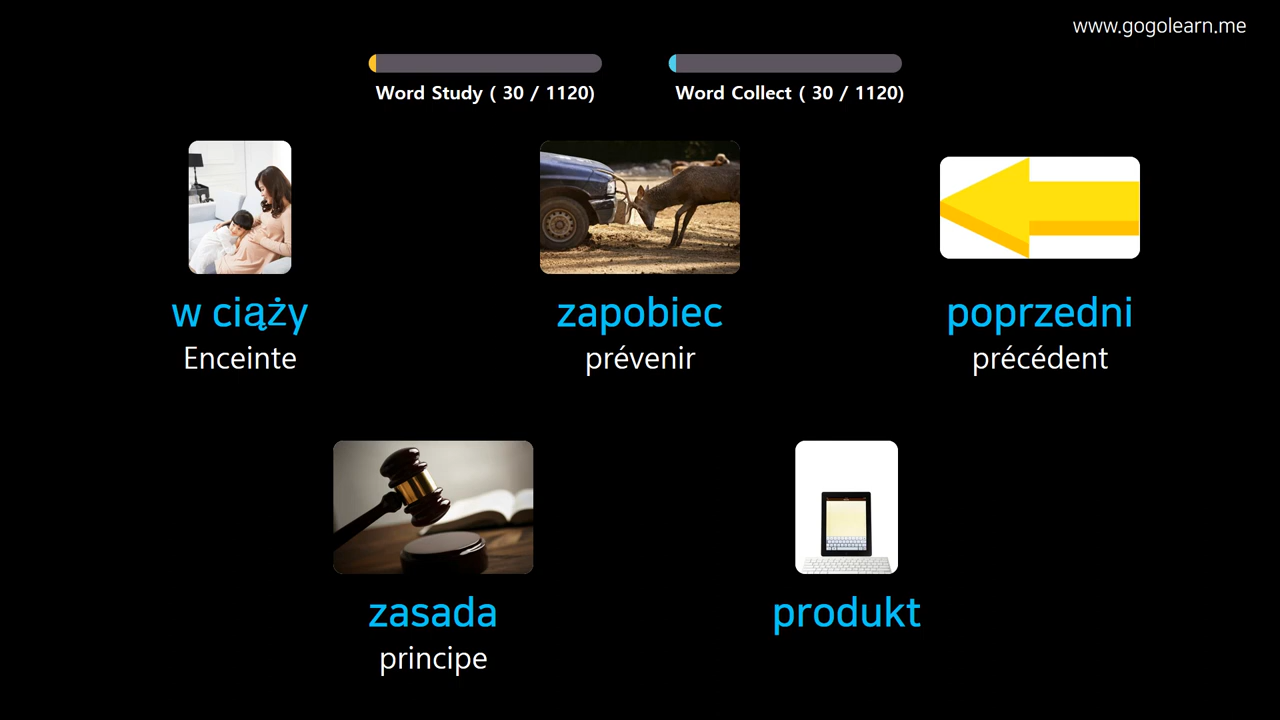 www.gogolearn.me
Word Study ( 30 / 1120)
Word Collect ( 30 / 1120)
w ciąży
Enceinte
zapobiec
prévenir
poprzedni
précédent
zasada
principe
produkt